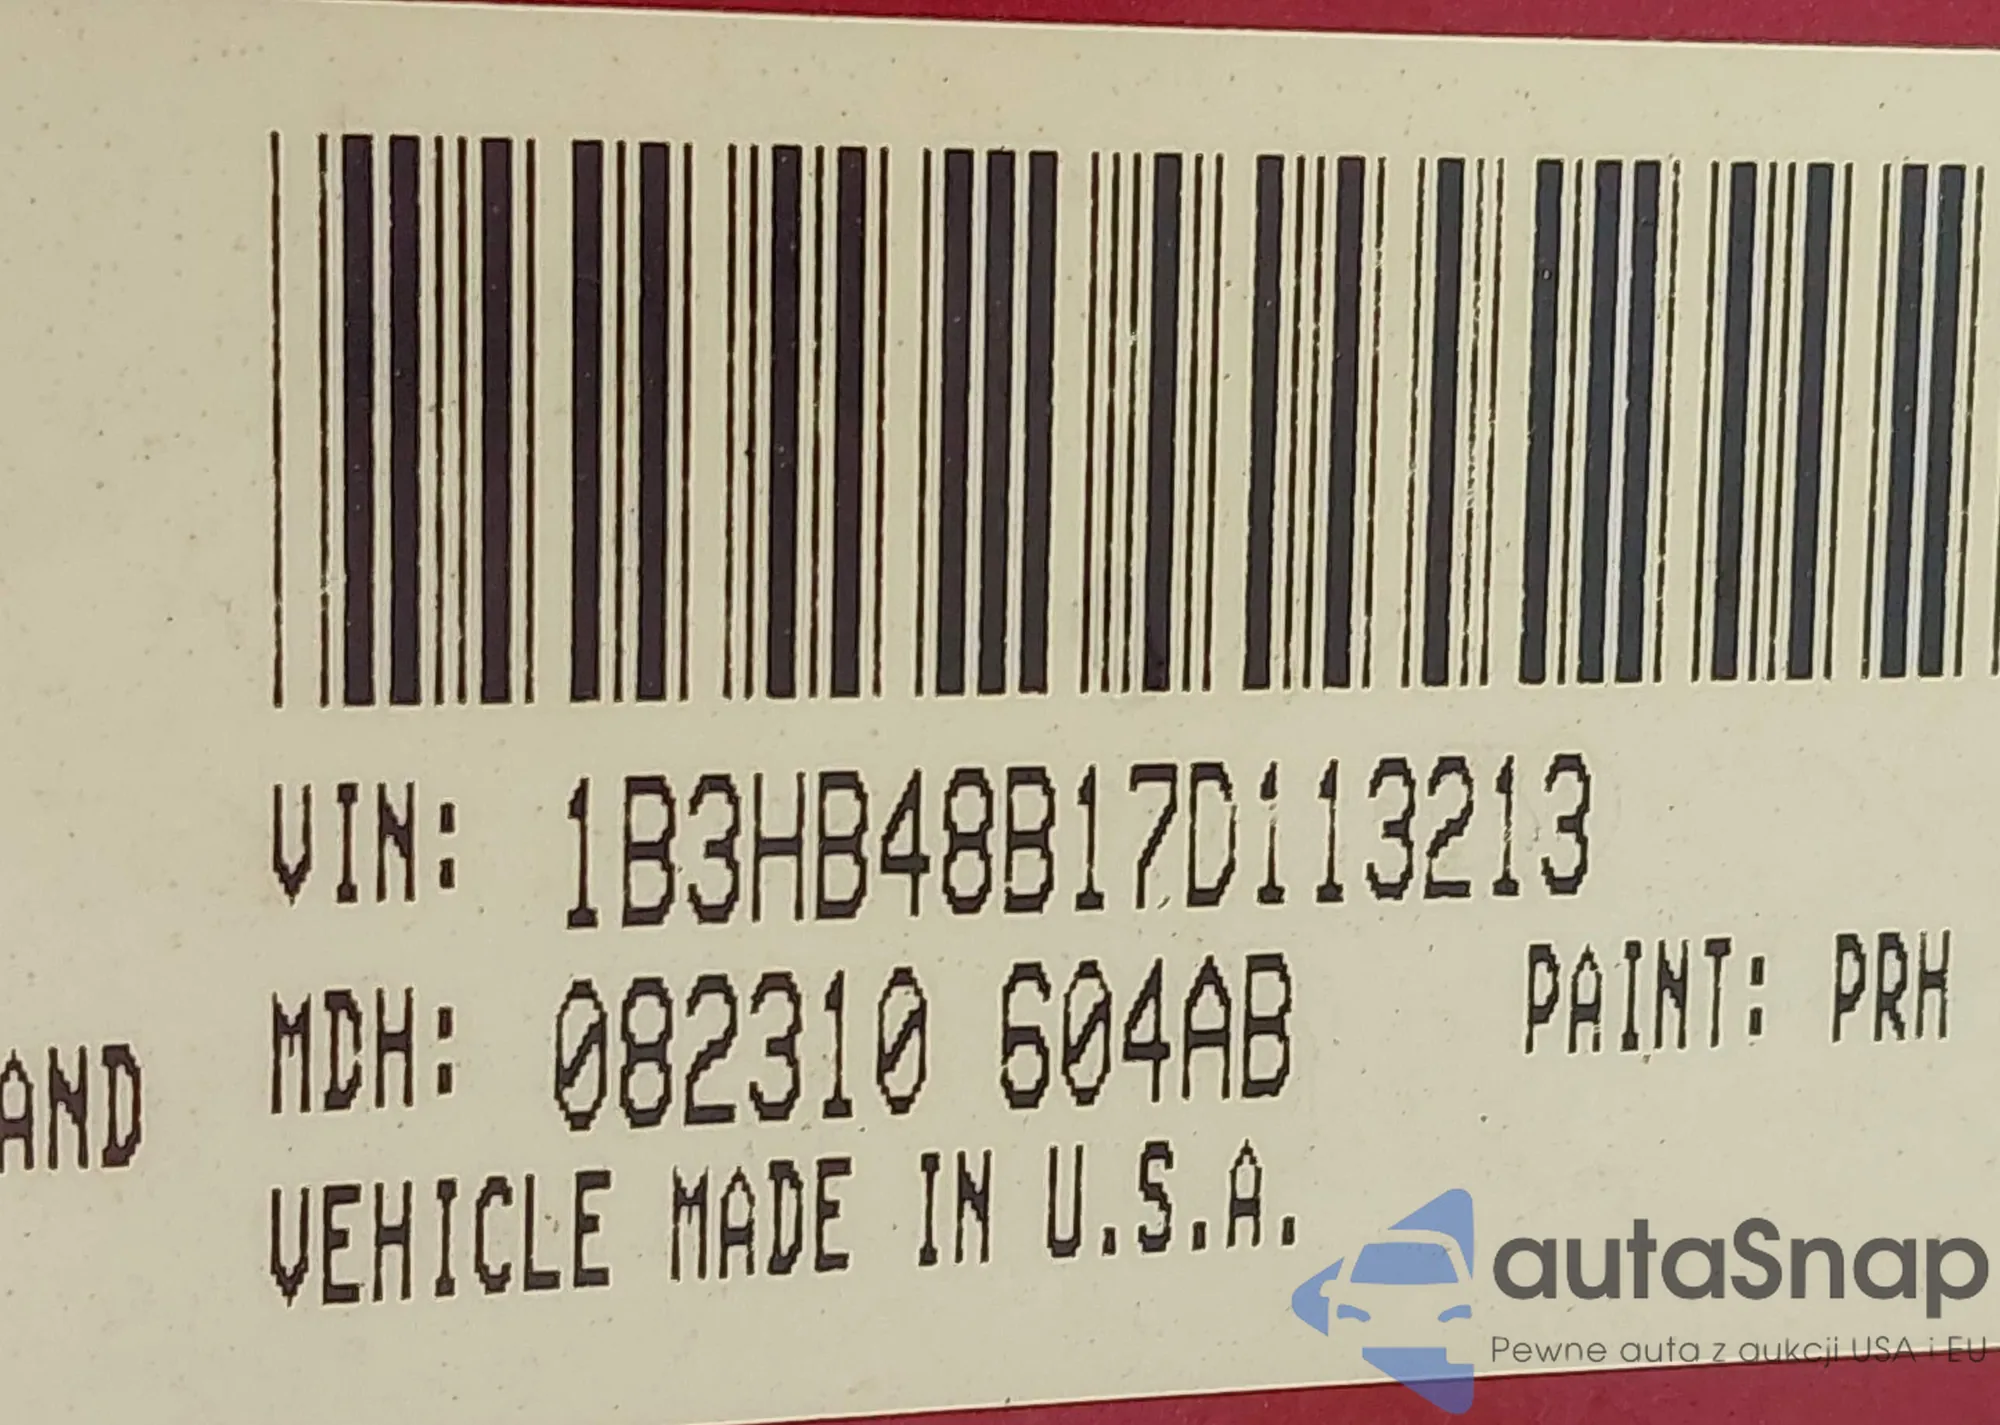 VIN: 1B3HB48B17D113213
MDH: 082310 604AB PAINT: PRH
AND
VEHICLE MADE IN U.S.A.
autaSnap
Pewne auta z aukcji USA i EU